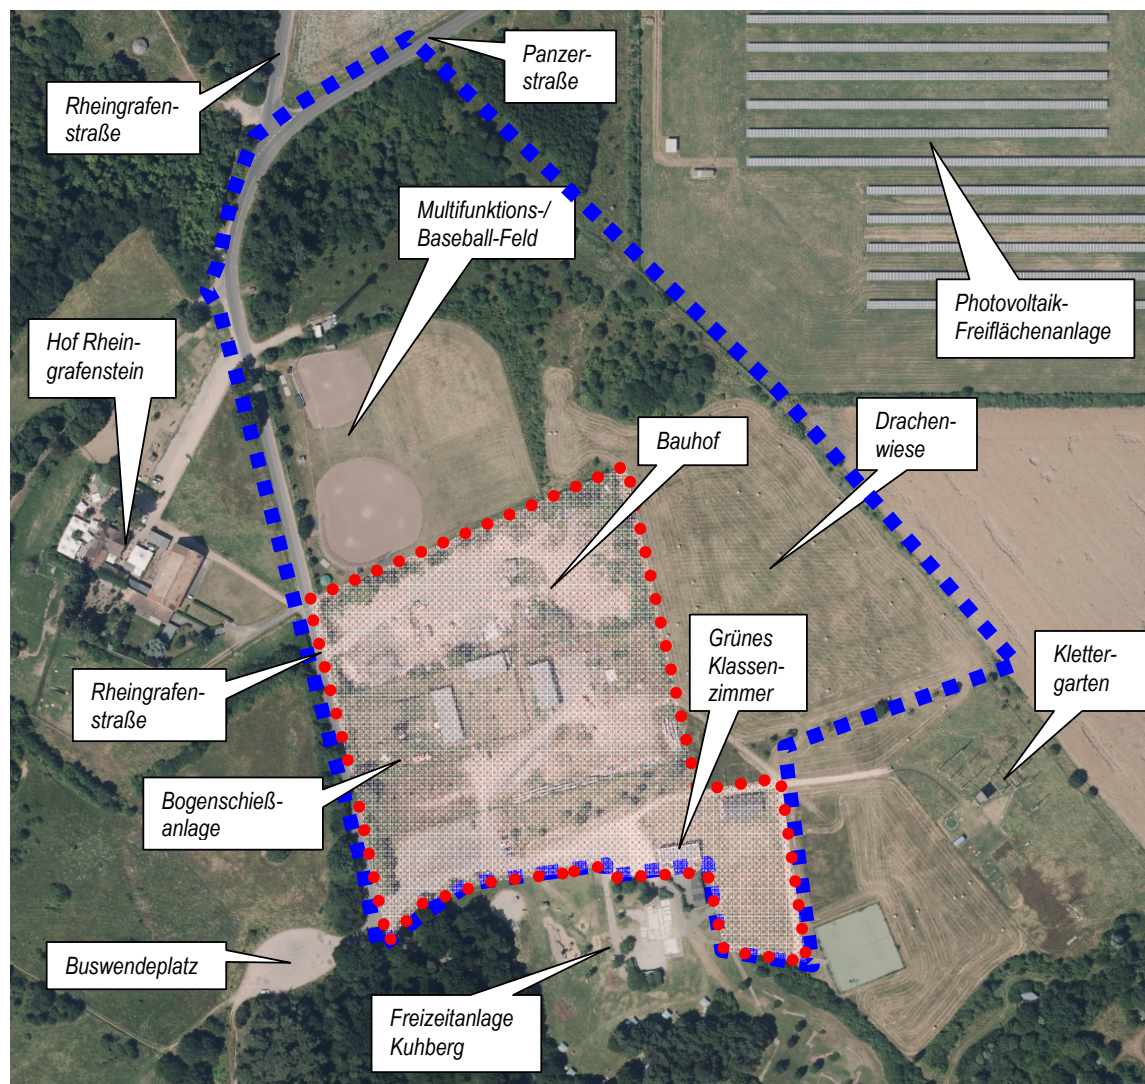 Panzer-
straße
Rheingrafen-
straße
Multifunktions-/
Baseball-Feld
Photovoltaik-
Freiflächenanlage
Hof Rhein-
grafenstein
Bauhof
Drachen-
wiese
Grünes
Klassen-
zimmer
Kletter-
garten
Rheingrafen-
straße
Bogenschieß-
anlage
Buswendeplatz
Freizeitanlage
Kuhberg